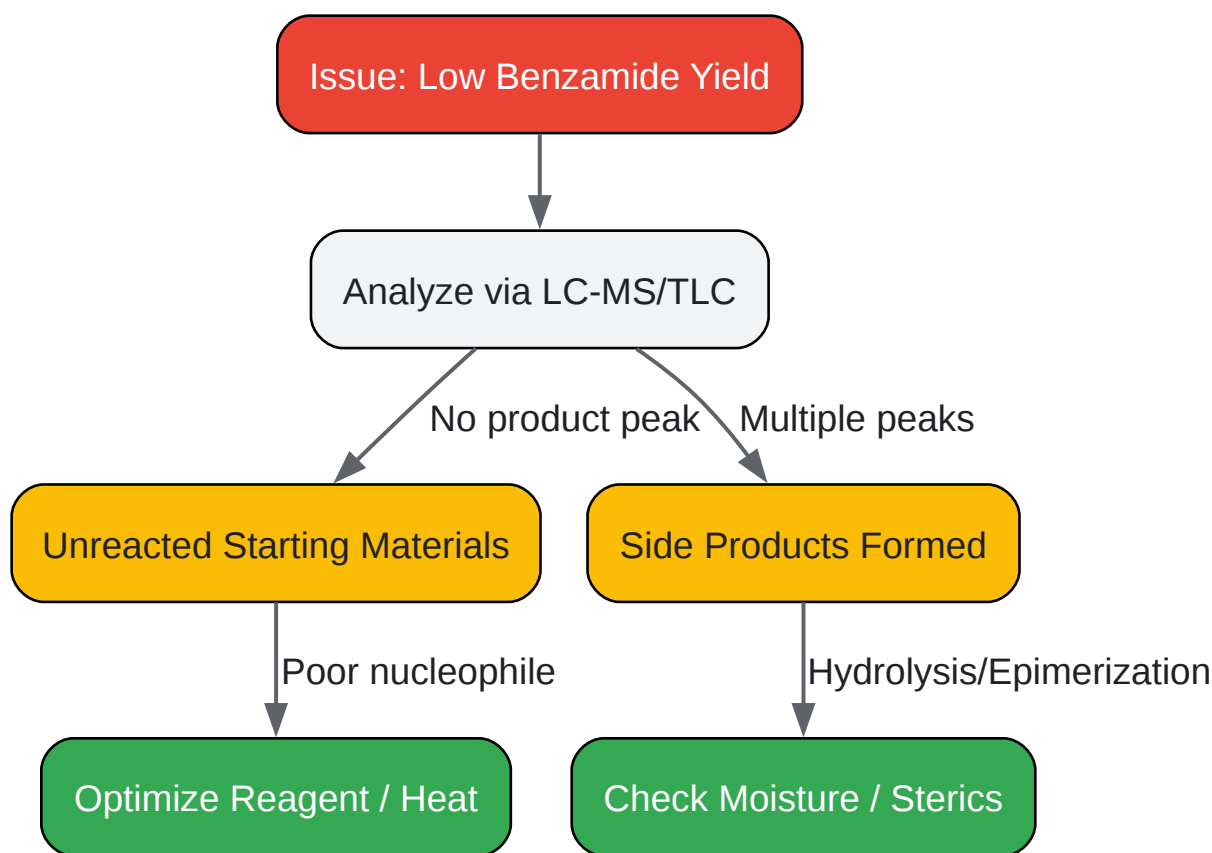 Issue: Low Benzamide Yield
Analyze via LC-MS/TLC
No product peak
Multiple peaks
Unreacted Starting Materials
Side Products Formed
Poor nucleophile
Hydrolysis/Epimerization
Optimize Reagent / Heat
Check Moisture / Sterics